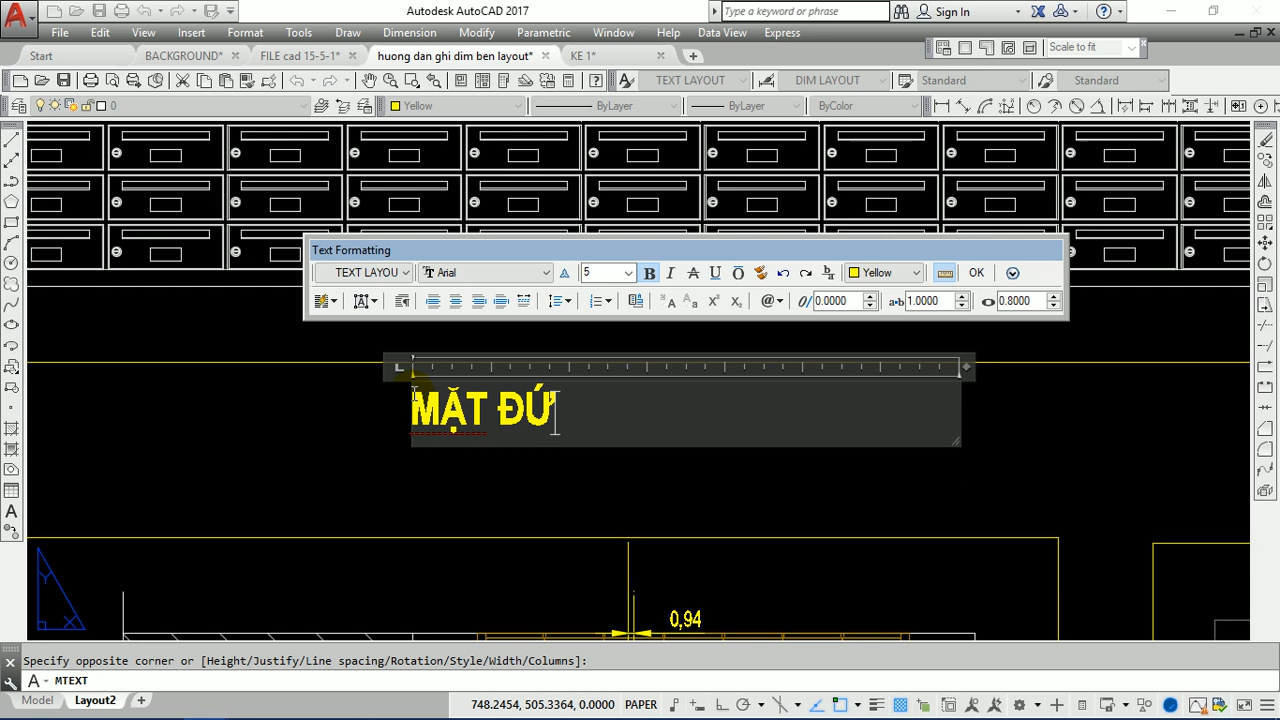 Autodesk AutoCAD 2017
Type a keyword or phrase
Sign In
File Edit View Insert Format Tools Draw Dimension Modify Parametric Window Help Data View Express
Scale to fit
Start BACKGROUND* FILE cad 15-5-1* huong dan ghi dim ben layout* KE 1*
TEXT LAYOUT DIM LAYOUT Standard Standard
0 Yellow ByLayer ByLayer ByColor
Text Formatting
TEXT LAYOU Arial 5 B I A U O Yellow OK
@ 0/ 0.0000 a-b 1.0000 0.8000
L
MẶT ĐỨ
Y X
0,94
Specify opposite corner or [Height/Justify/Line spacing/Rotation/Style/Width/Columns]:
A- MTEXT
Model Layout2 748.2454, 505.3364, 0.0000 PAPER